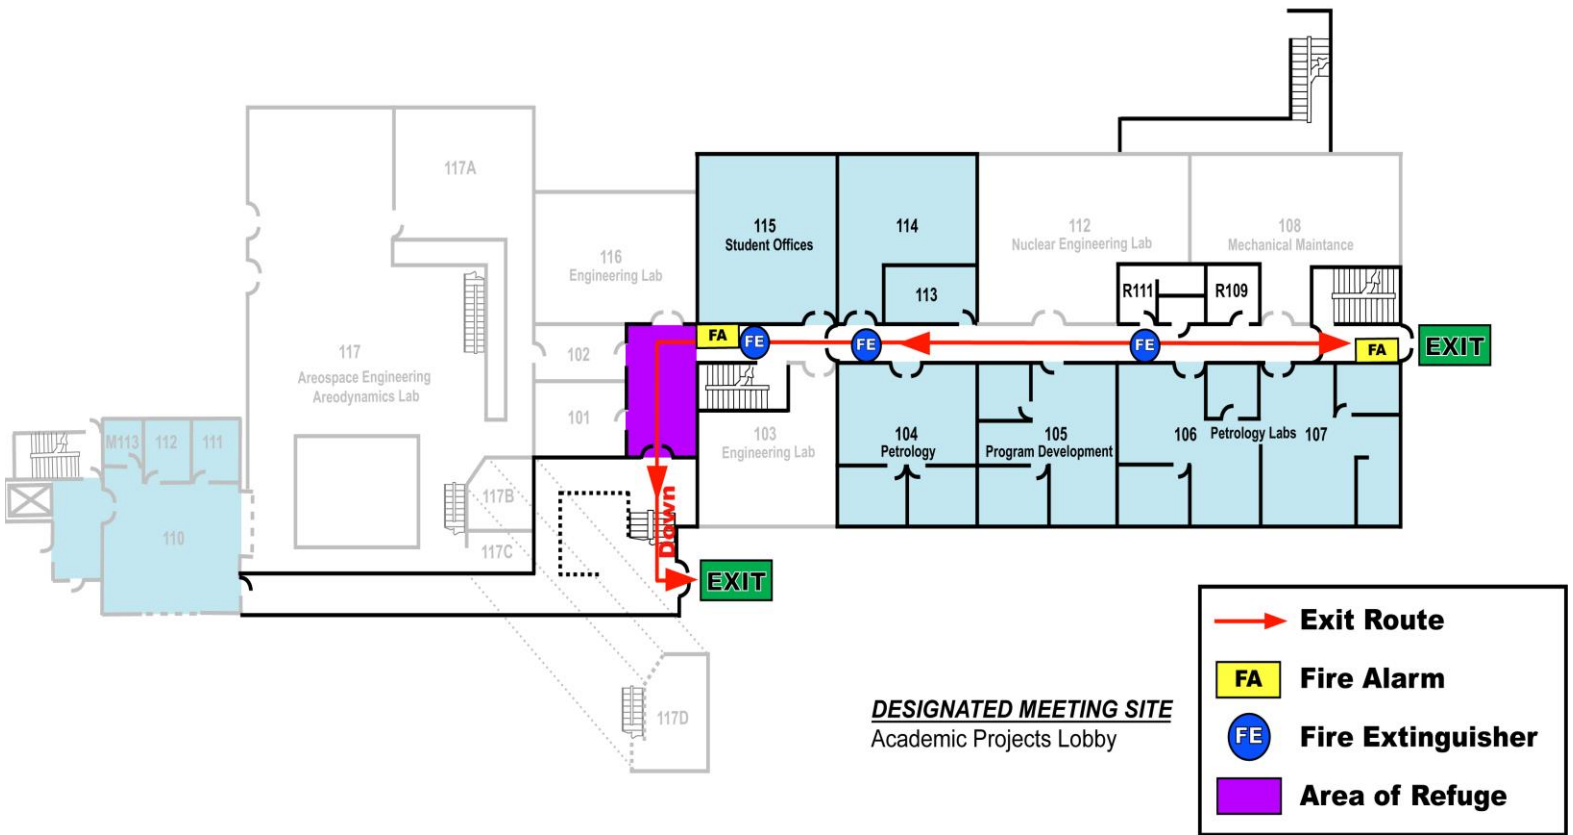 117A
115
Student Offices
114
112
Nuclear Engineering Lab
108
Mechanical Maintance
116
Engineering Lab
113
R111
R109
FA
FE
FE
FE
FA
EXIT
102
117
Areospace Engineering
Areodynamics Lab
101
103
Engineering Lab
104
Petrology
105
Program Development
106
Petrology Labs
107
M113
112
111
117B
110
117C
Down
EXIT
117D
DESIGNATED MEETING SITE
Academic Projects Lobby
Exit Route
FA
Fire Alarm
FE
Fire Extinguisher
Area of Refuge